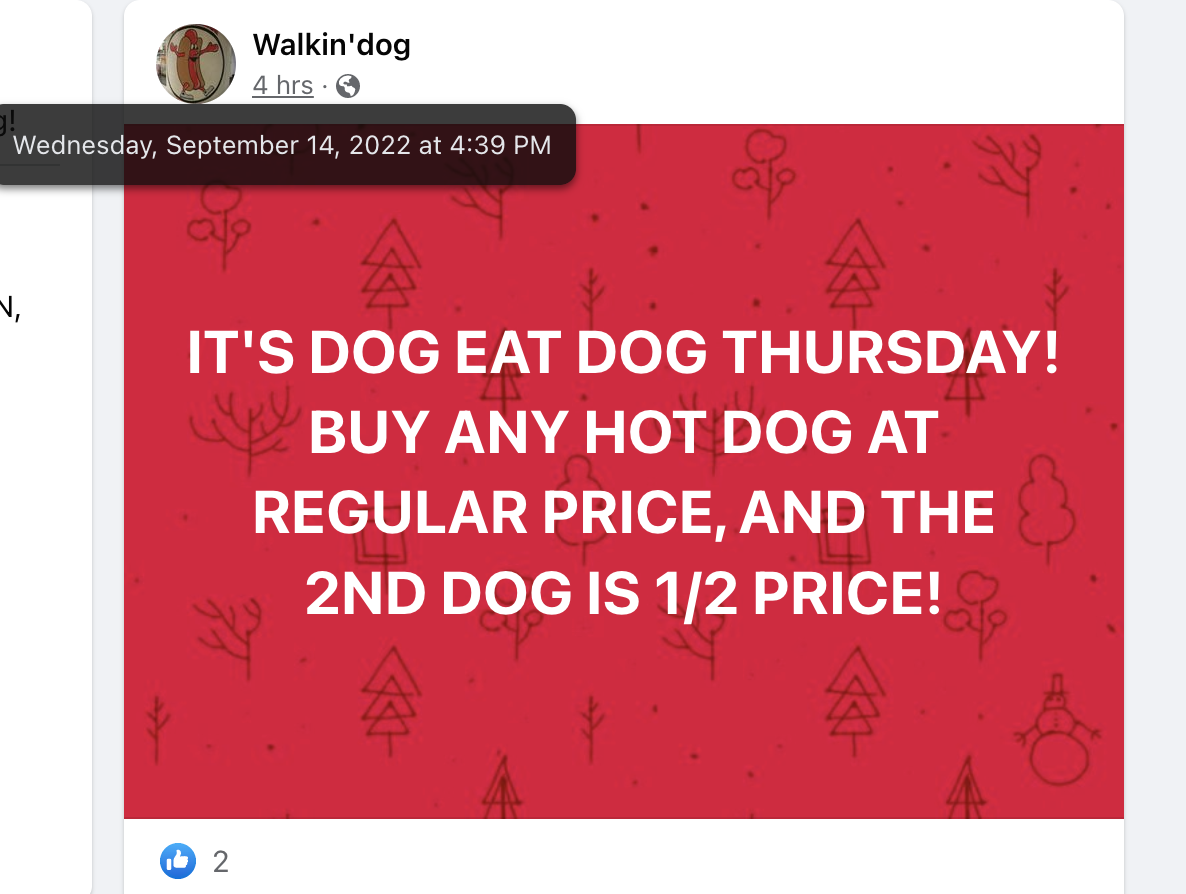 Walkin'dog
4 hrs ·
g!
Wednesday, September 14, 2022 at 4:39 PM
N,
IT'S DOG EAT DOG THURSDAY!
BUY ANY HOT DOG AT
REGULAR PRICE, AND THE
2ND DOG IS 1/2 PRICE!
2